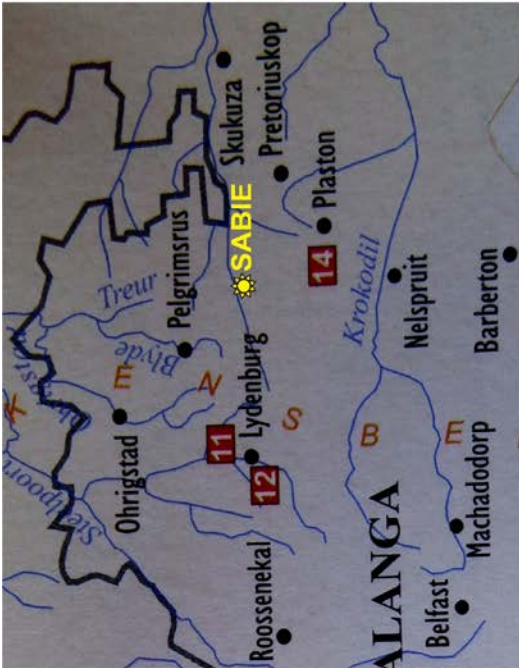 K
Steelpoort
Ohrigstad
E
Treur
Blyde
Pelgrimsrus
N
11
Skukuza
SABIE
Lydenburg
12
Roossenekal
Pretoriuskop
S
Plaston
14
Krokodil
B
ALANGA
Nelspruit
Belfast
E
Machadodorp
Barberton